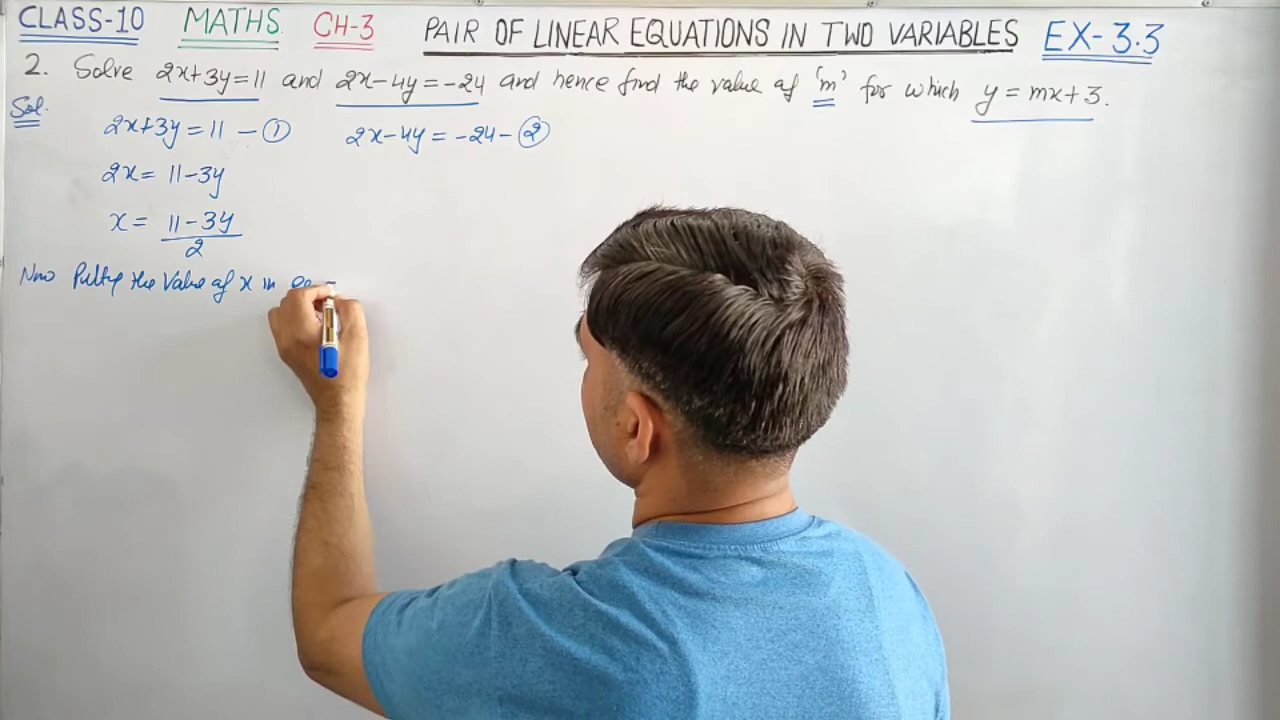 CLASS-10 MATHS CH-3 PAIR OF LINEAR EQUATIONS IN TWO VARIABLES EX-3.3
2. Solve 2x+3y=11 and 2x-4y=-24 and hence find the value of 'm' for which y=mx+3.
Sol.
2x+3y=11 - ① 2x-4y=-24 - ②
2x= 11-3y
x= 11-3y
2
Now Putting the Value of x in